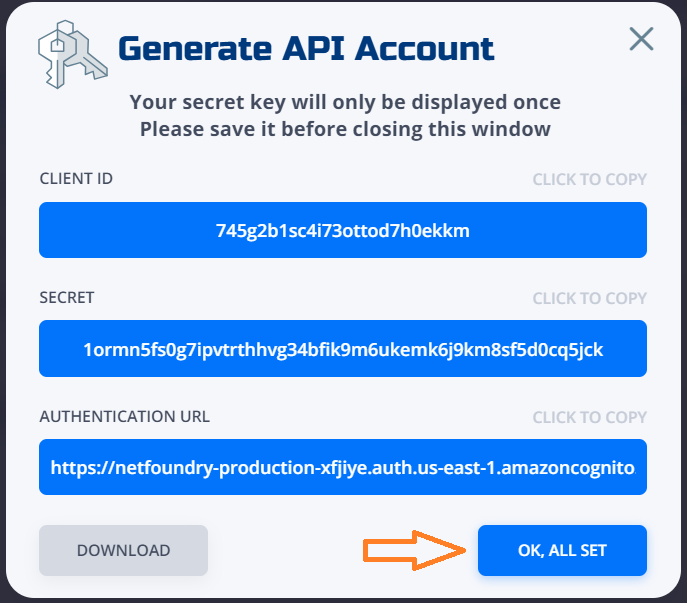 Generate API Account
Your secret key will only be displayed once
Please save it before closing this window
CLIENT ID
CLICK TO COPY
745g2b1sc4i73ottod7h0ekkm
SECRET
CLICK TO COPY
1ormn5fs0g7ipvtrthhvg34bfik9m6ukemk6j9km8sf5d0cq5jck
AUTHENTICATION URL
CLICK TO COPY
https://netfoundry-production-xfjiye.auth.us-east-1.amazoncognito.
DOWNLOAD
OK, ALL SET